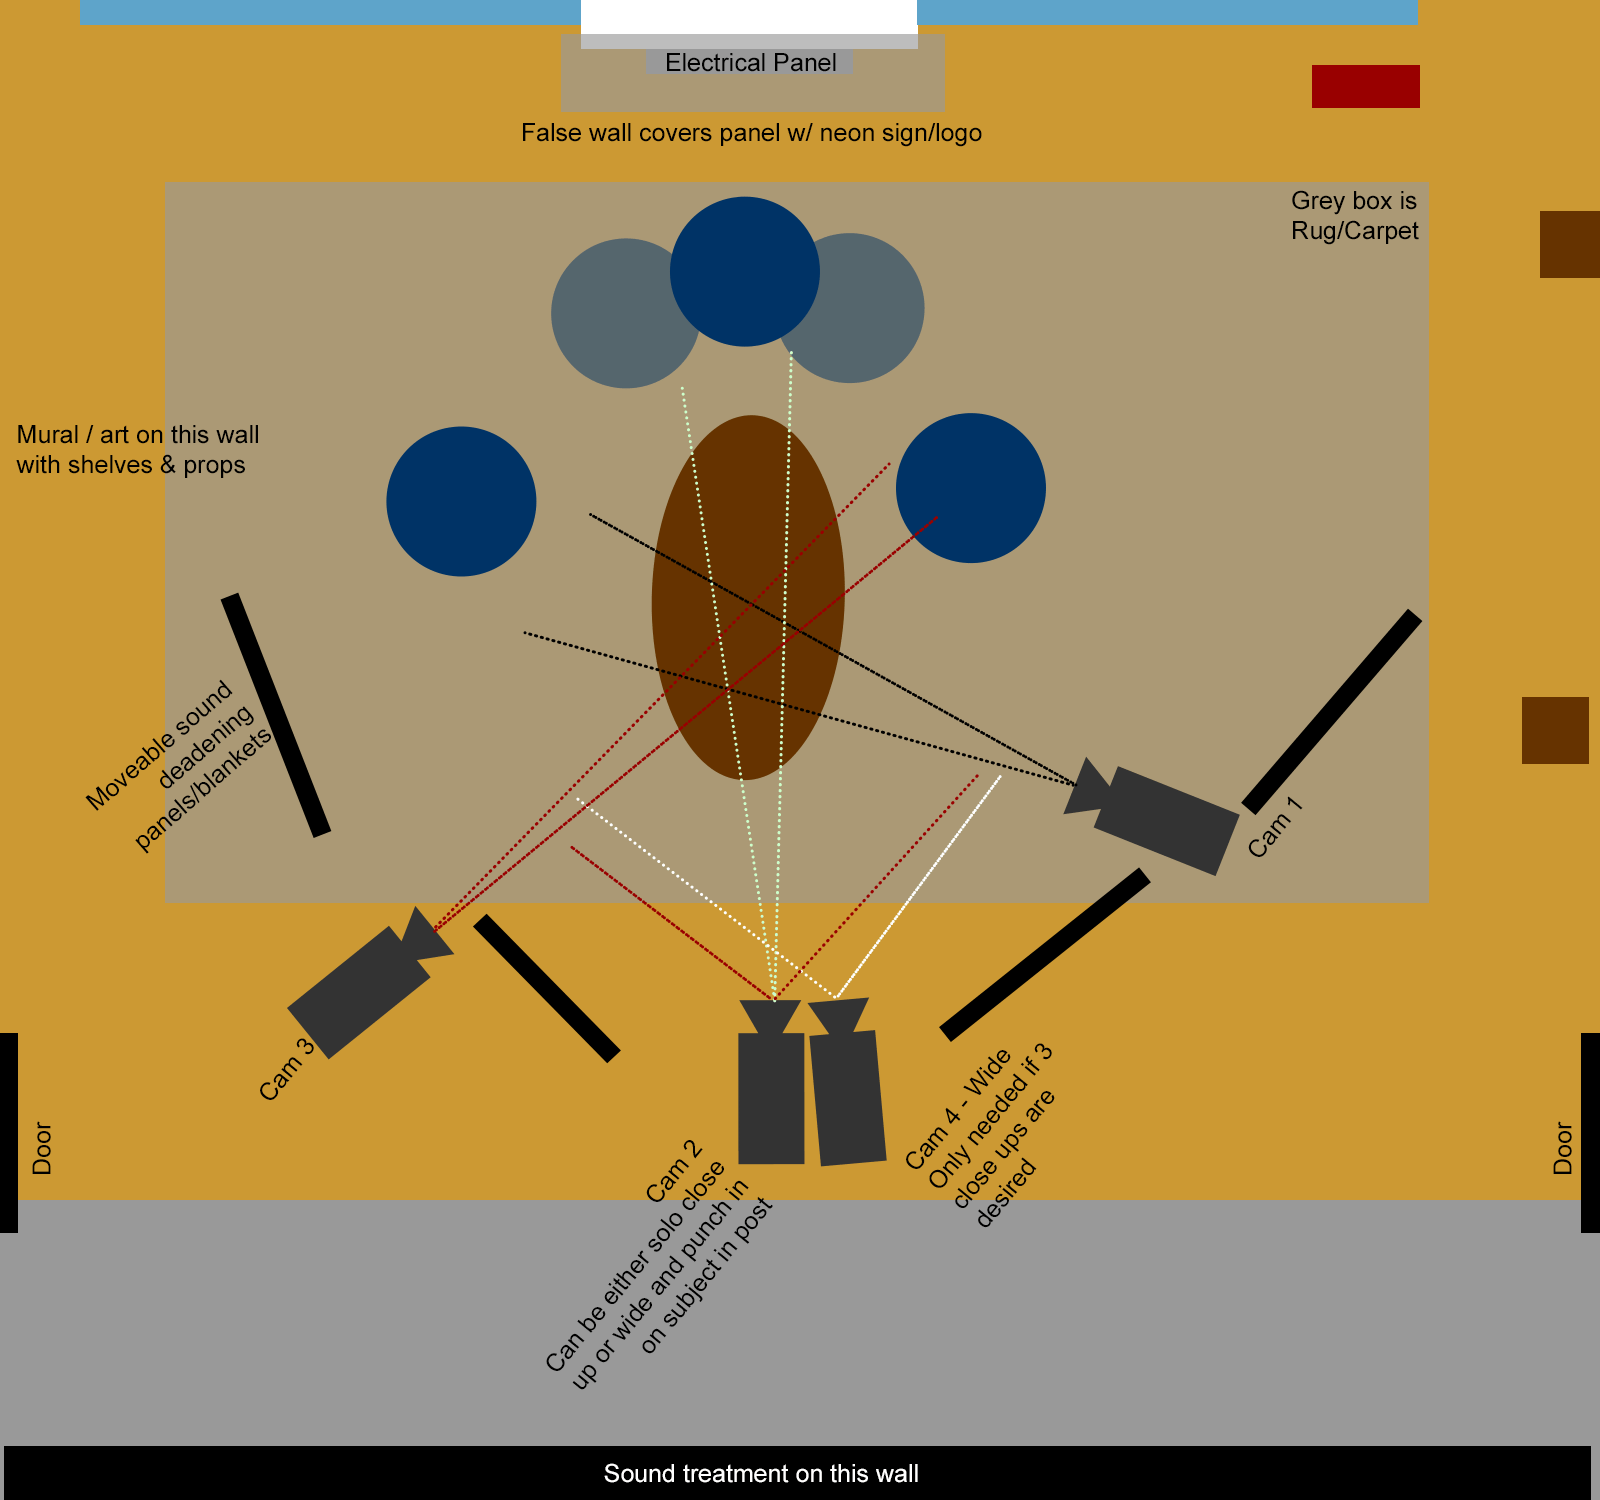 Electrical Panel
False wall covers panel w/ neon sign/logo
Grey box is
Rug/Carpet
Mural / art on this wall
with shelves & props
Moveable sound
deadening
panels/blankets
Cam 1
Cam 3
Cam 2
Can be either solo close
up or wide and punch in
on subject in post
Cam 4 - Wide
Only needed if 3
close ups are
desired
Door
Door
Sound treatment on this wall